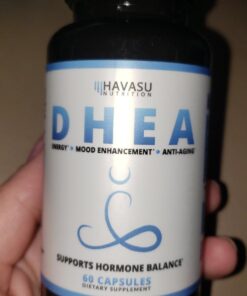 HAVASU
NUTRITION
DHEA
ENERGY* • MOOD ENHANCEMENT* • ANTI-AGING*
SUPPORTS HORMONE BALANCE*
60 CAPSULES
DIETARY SUPPLEMENT